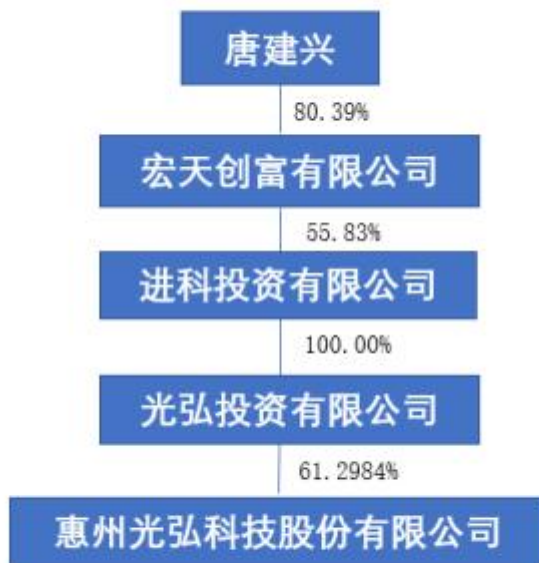 唐建兴
80.39%
宏天创富有限公司
55.83%
进科投资有限公司
100.00%
光弘投资有限公司
61.2984%
惠州光弘科技股份有限公司